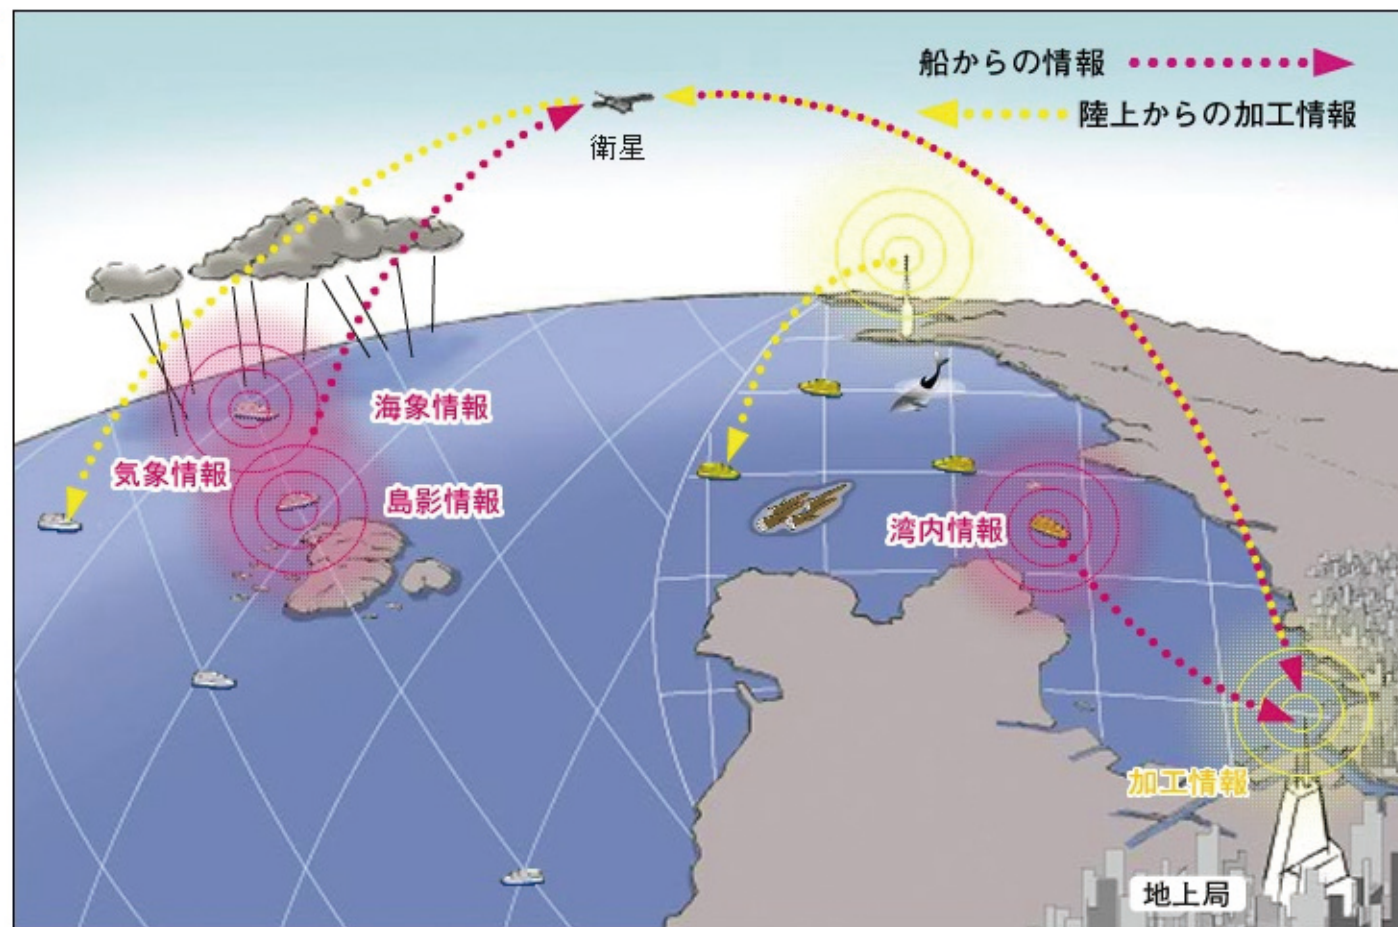 船からの情報
陸上からの加工情報
衛星
海象情報
気象情報
島影情報
湾内情報
加工情報
地上局